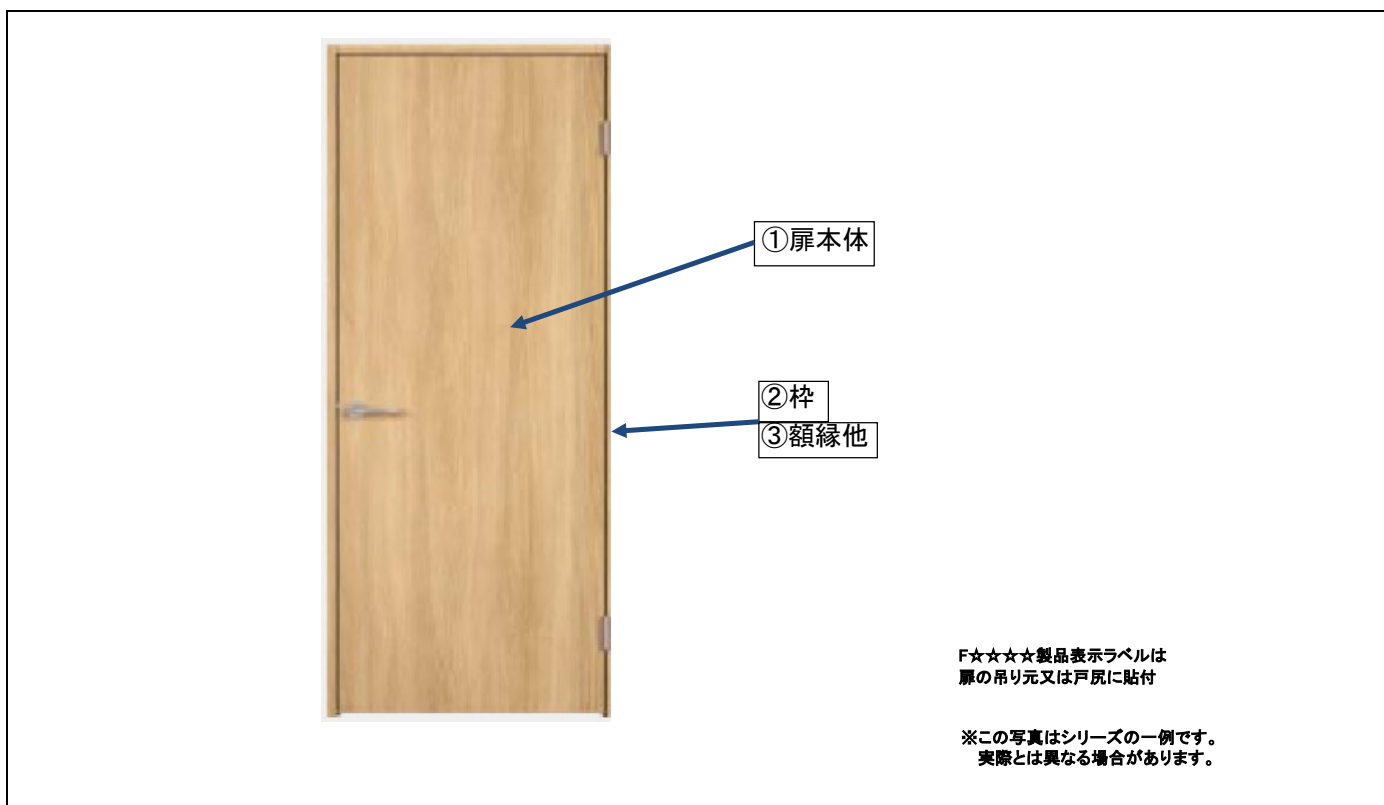 ①扉本体
②枠
③額縁他
F☆☆☆☆製品表示ラベルは
扉の吊り元又は戸尻に貼付
※この写真はシリーズの一例です。
実際とは異なる場合があります。